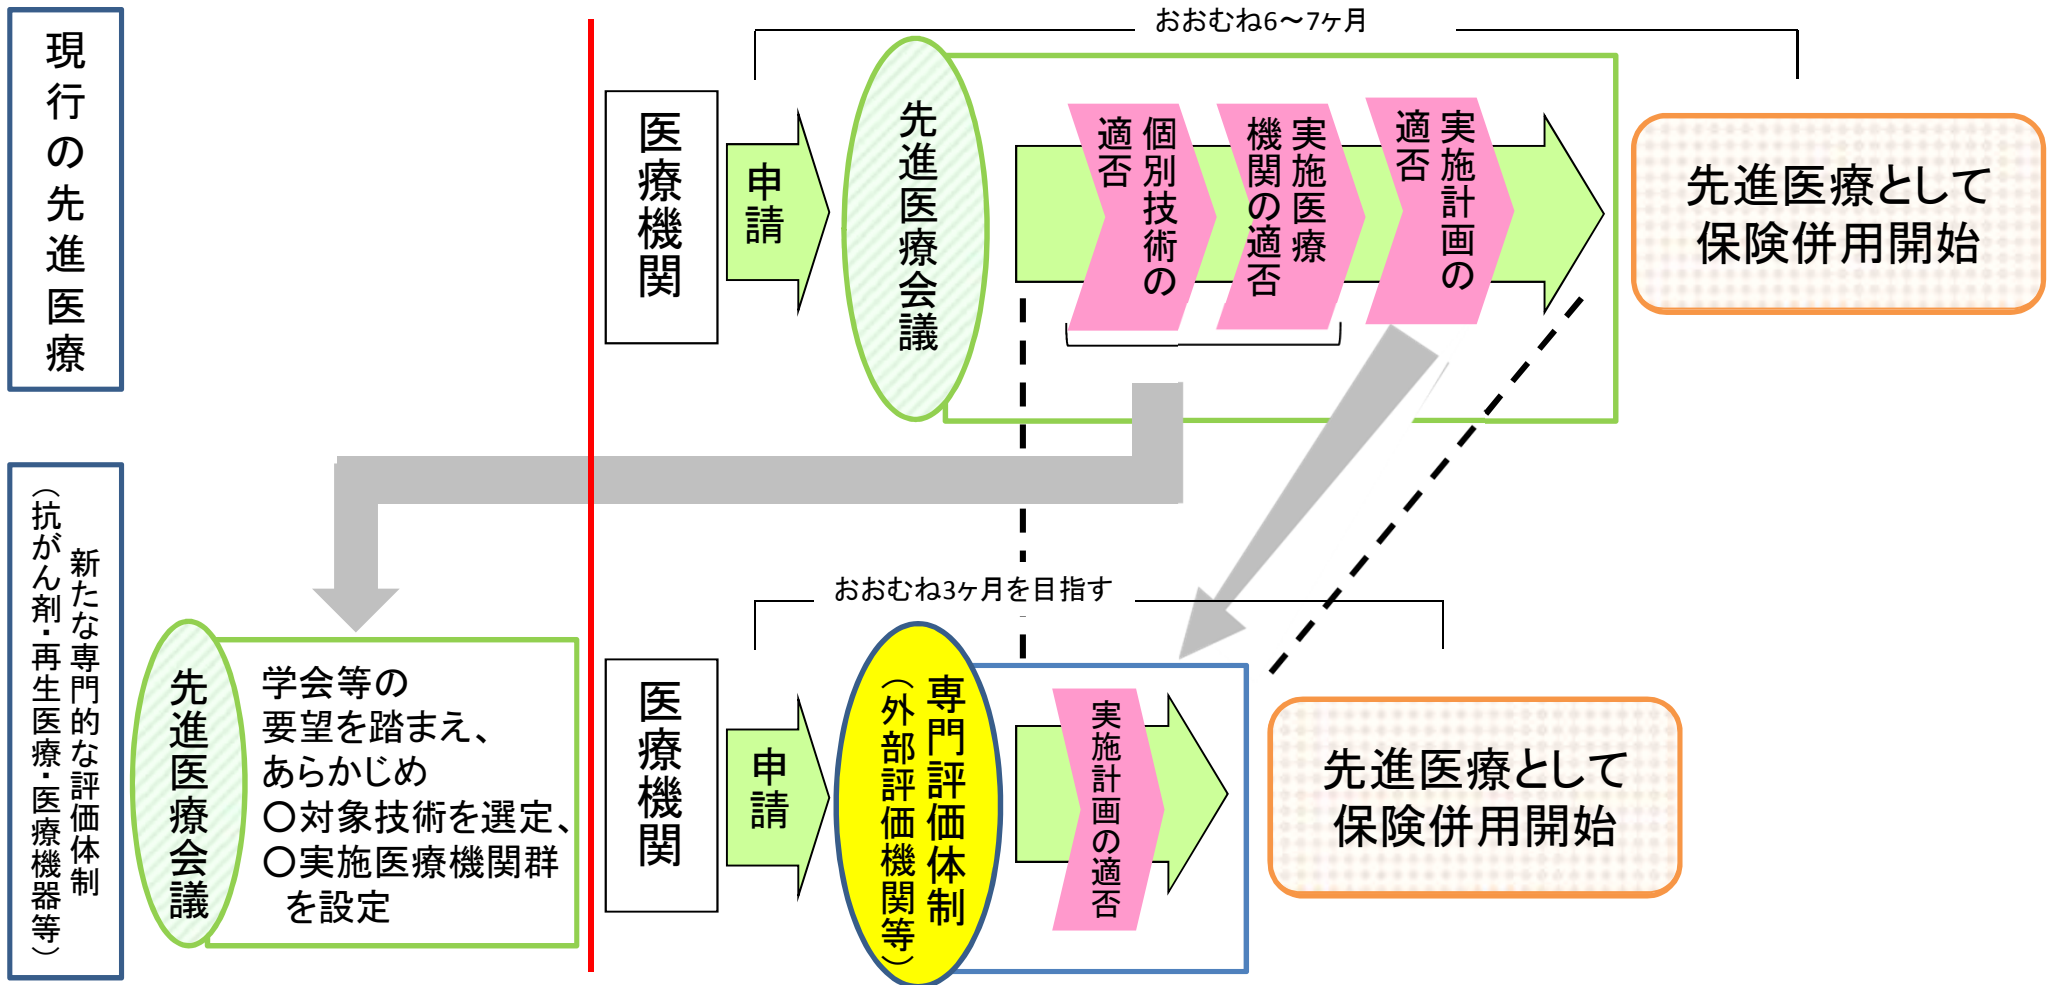 現行の先進医療
おおむね6～7ヶ月
医療機関
申請
先進医療会議
個別技術の
適否
実施医療
機関の適否
実施計画の
適否
先進医療として
保険併用開始
新たな専門的な評価体制
（抗がん剤・再生医療・医療機器等）
先進医療会議
学会等の
要望を踏まえ、
あらかじめ
〇対象技術を選定、
〇実施医療機関群
を設定
おおむね3ヶ月を目指す
医療機関
申請
専門評価体制
（外部評価機関等）
実施計画の適否
先進医療として
保険併用開始